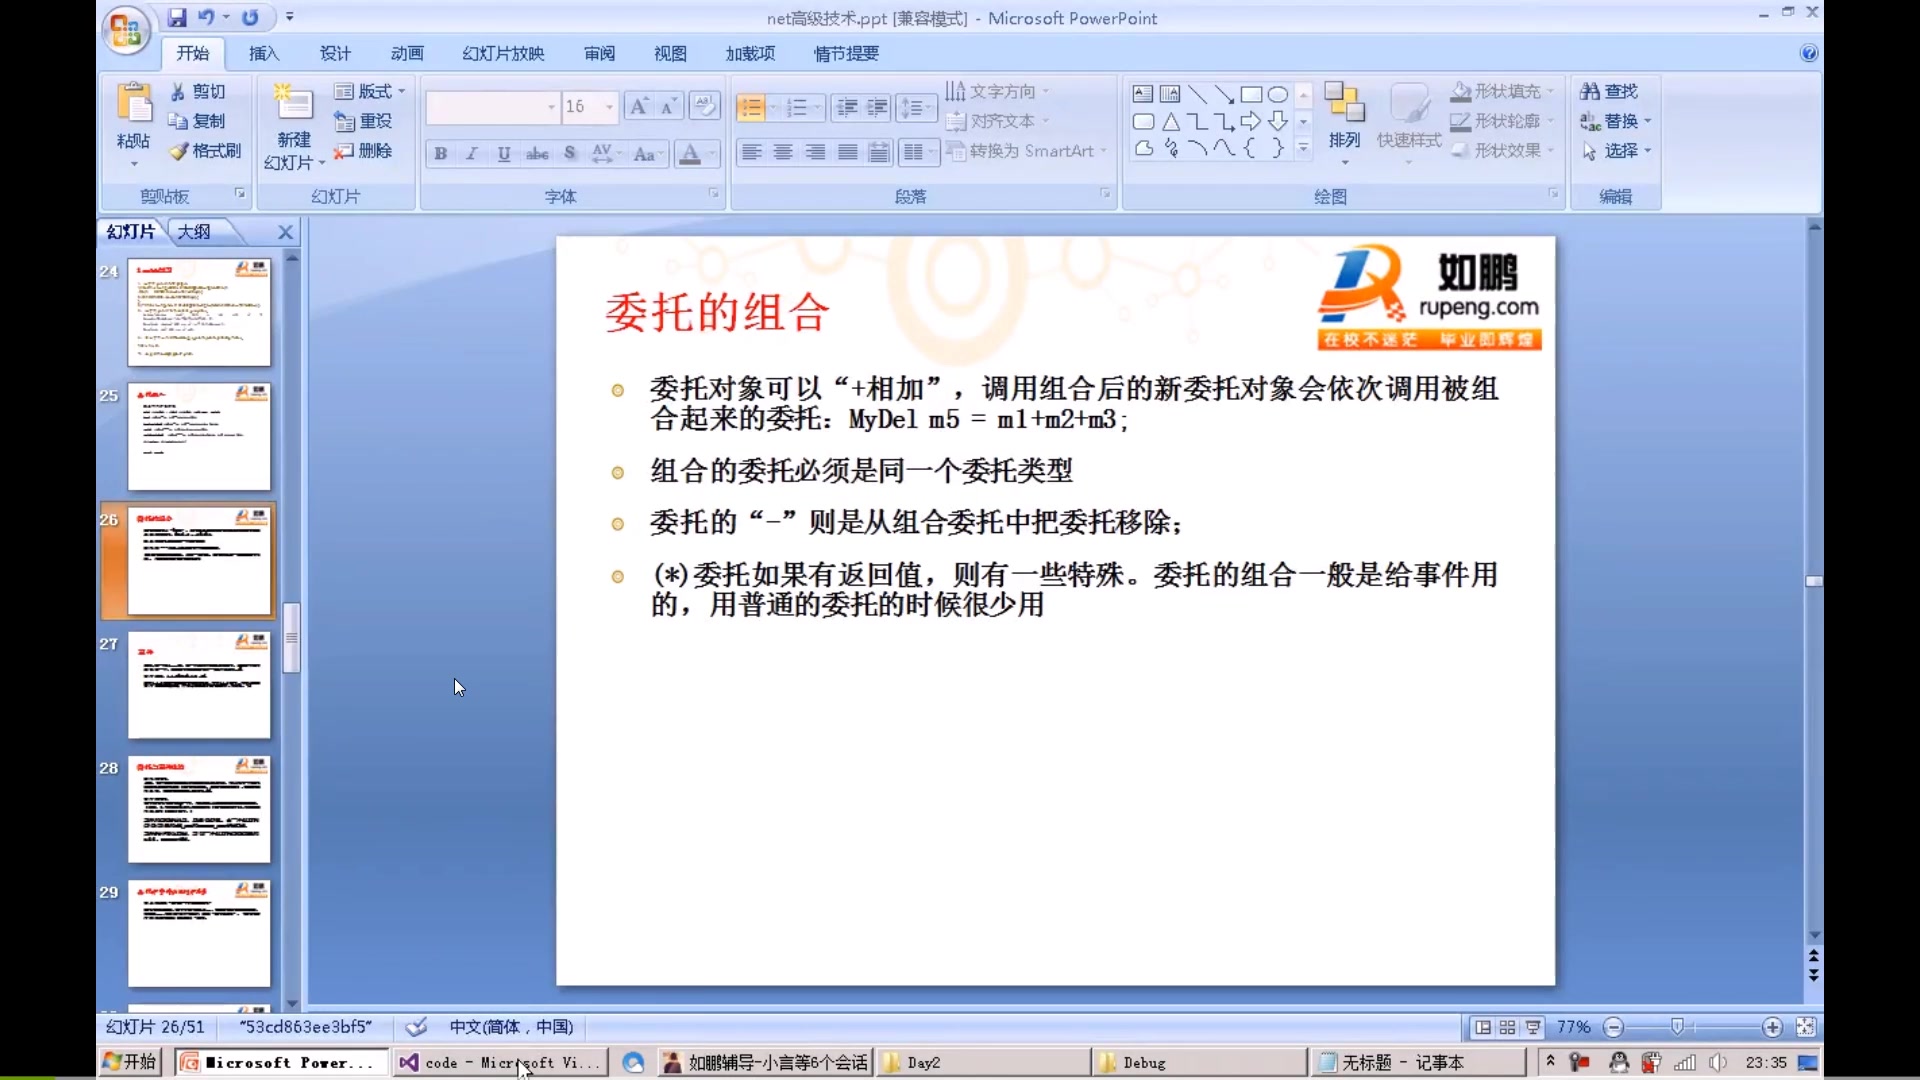 net高级技术.ppt [兼容模式] - Microsoft PowerPoint
开始 插入 设计 动画 幻灯片放映 审阅 视图 加载项 情节提要
粘贴 剪切 复制 格式刷
剪贴板
新建
幻灯片 版式 重设 删除
幻灯片
16
B I U abc S AV Aa A
字体
文字方向
对齐文本
转换为 SmartArt
段落
排列 快速样式 形状填充
形状轮廓
形状效果
绘图
查找
替换
选择
编辑
幻灯片 大纲
24
25
26
27
28
29
如鹏
rupeng.com
在校不迷茫 毕业即辉煌
委托的组合
委托对象可以“+相加”，调用组合后的新委托对象会依次调用被组
合起来的委托：MyDel m5 = m1+m2+m3;
组合的委托必须是同一个委托类型
委托的“-”则是从组合委托中把委托移除；
(*)委托如果有返回值，则有一些特殊。委托的组合一般是给事件用
的，用普通的委托的时候很少用
幻灯片 26/51 "53cd863ee3bf5" 中文(简体，中国) 77%
开始 Microsoft Power... code - Microsoft Vi... 如鹏辅导-小言等6个会话 Day2 Debug 无标题 - 记事本 23:35